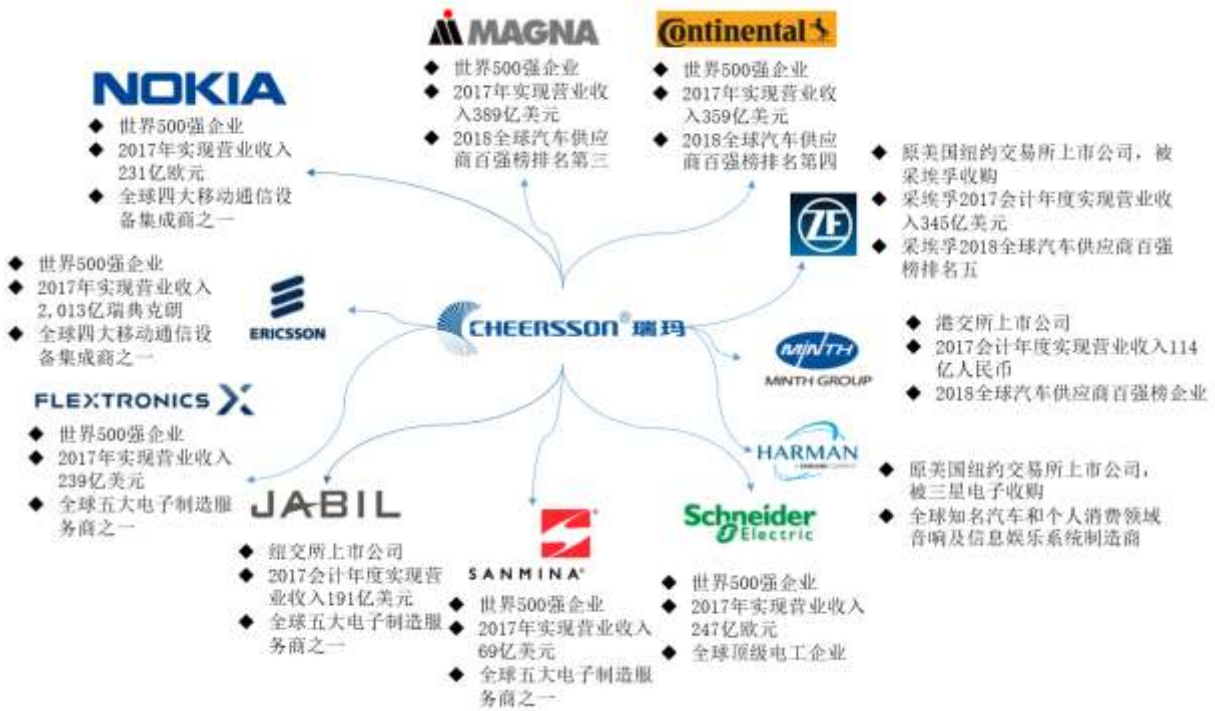 MAGNA
◆ 世界500强企业
◆ 2017年实现营业收
入389亿美元
◆ 2018全球汽车供应
商百强榜排名第三
Continental
◆ 世界500强企业
◆ 2017年实现营业收
入359亿美元
◆ 2018全球汽车供应
商百强榜排名第四
NOKIA
◆ 世界500强企业
◆ 2017年实现营业收入
231亿欧元
◆ 全球四大移动通信设
备集成商之一
ZF
◆ 原美国纽约交易所上市公司，被
采埃孚收购
◆ 采埃孚2017会计年度实现营业收
入345亿美元
◆ 采埃孚2018全球汽车供应商百强
榜排名五
◆ 世界500强企业
◆ 2017年实现营业收入
2,013亿瑞典克朗
◆ 全球四大移动通信设
备集成商之一
ERICSSON
CHEERSSON® 瑞玛
MINTH
MINTH GROUP
◆ 港交所上市公司
◆ 2017会计年度实现营业收入114
亿人民币
◆ 2018全球汽车供应商百强榜企业
FLEXTRONICS
◆ 世界500强企业
◆ 2017年实现营业收入
239亿美元
◆ 全球五大电子制造服
务商之一
HARMAN
◆ 原美国纽约交易所上市公司，
被三星电子收购
◆ 全球知名汽车和个人消费领域
音响及信息娱乐系统制造商
JABIL
◆ 纽交所上市公司
◆ 2017会计年度实现营
业收入191亿美元
◆ 全球五大电子制造服
务商之一
SANMINA®
◆ 世界500强企业
◆ 2017年实现营业收入
69亿美元
◆ 全球五大电子制造服
务商之一
Schneider
Electric
◆ 世界500强企业
◆ 2017年实现营业收入
247亿欧元
◆ 全球顶级电工企业